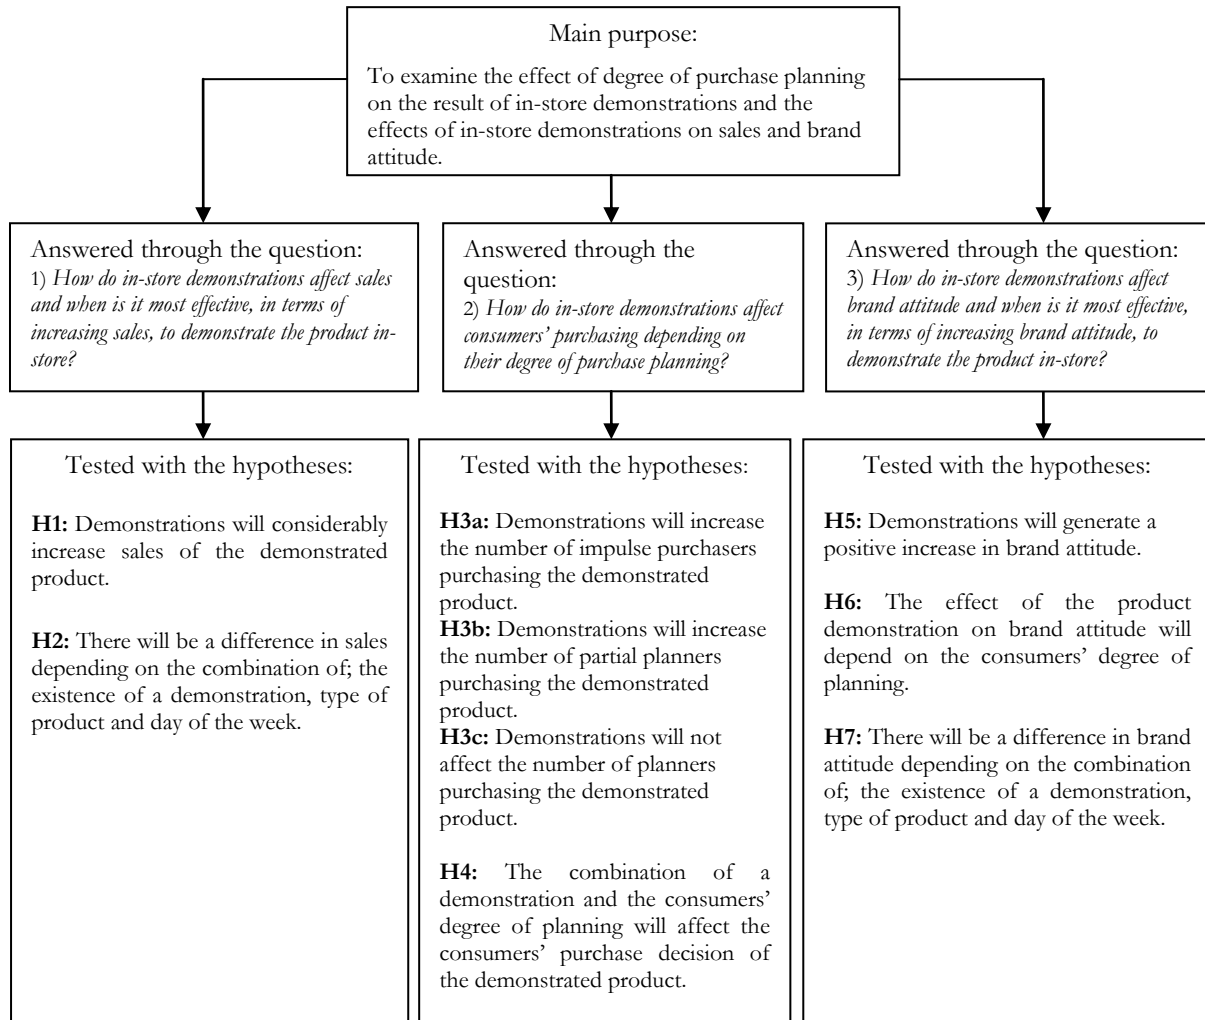 Main purpose:
To examine the effect of degree of purchase planning
on the result of in-store demonstrations and the
effects of in-store demonstrations on sales and brand
attitude.
Answered through the question:
1) How do in-store demonstrations affect sales
and when is it most effective, in terms of
increasing sales, to demonstrate the product in-
store?
Answered through the
question:
2) How do in-store demonstrations affect
consumers’ purchasing depending on
their degree of purchase planning?
Answered through the question:
3) How do in-store demonstrations affect
brand attitude and when is it most effective,
in terms of increasing brand attitude, to
demonstrate the product in-store?
Tested with the hypotheses:
H1: Demonstrations will considerably
increase sales of the demonstrated
product.
H2: There will be a difference in sales
depending on the combination of; the
existence of a demonstration, type of
product and day of the week.
Tested with the hypotheses:
H3a: Demonstrations will increase
the number of impulse purchasers
purchasing the demonstrated
product.
H3b: Demonstrations will increase
the number of partial planners
purchasing the demonstrated
product.
H3c: Demonstrations will not
affect the number of planners
purchasing the demonstrated
product.
H4: The combination of a
demonstration and the consumers’
degree of planning will affect the
consumers’ purchase decision of
the demonstrated product.
Tested with the hypotheses:
H5: Demonstrations will generate a
positive increase in brand attitude.
H6: The effect of the product
demonstration on brand attitude will
depend on the consumers’ degree of
planning.
H7: There will be a difference in brand
attitude depending on the combination
of; the existence of a demonstration,
type of product and day of the week.